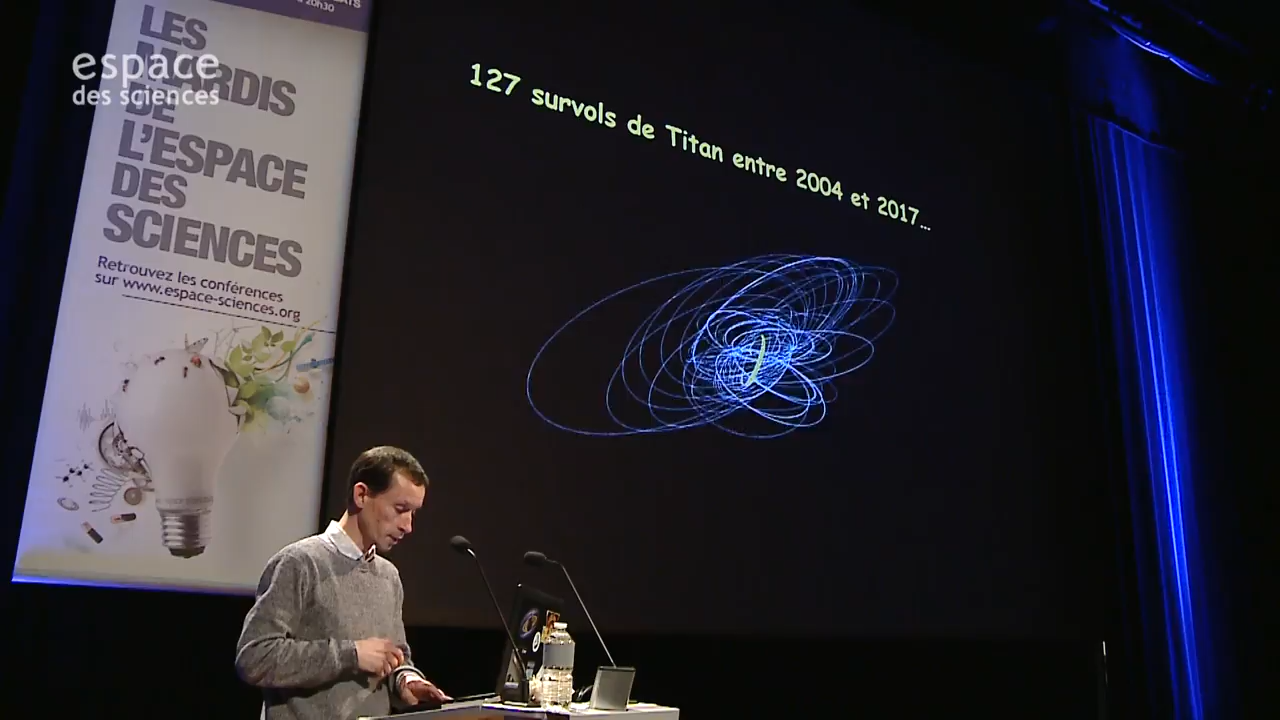 20h30
LES
MARDIS
DE
L'ESPACE
DES
SCIENCES
Retrouvez les conférences
sur www.espace-sciences.org
espace
des sciences
127 survols de Titan entre 2004 et 2017...